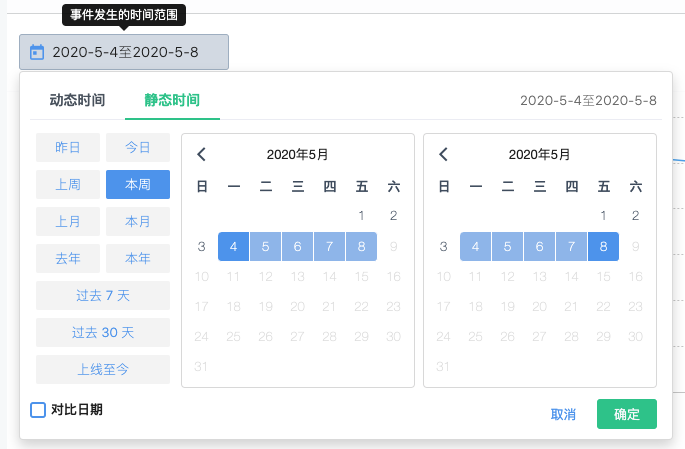 事件发生的时间范围
2020-5-4至2020-5-8
动态时间 静态时间 2020-5-4至2020-5-8
昨日 今日
上周 本周
上月 本月
去年 本年
过去 7 天
过去 30 天
上线至今
2020年5月
日 一 二 三 四 五 六
1 2
3 4 5 6 7 8 9
10 11 12 13 14 15 16
17 18 19 20 21 22 23
24 25 26 27 28 29 30
31
2020年5月
日 一 二 三 四 五 六
1 2
3 4 5 6 7 8 9
10 11 12 13 14 15 16
17 18 19 20 21 22 23
24 25 26 27 28 29 30
31
对比日期
取消 确定